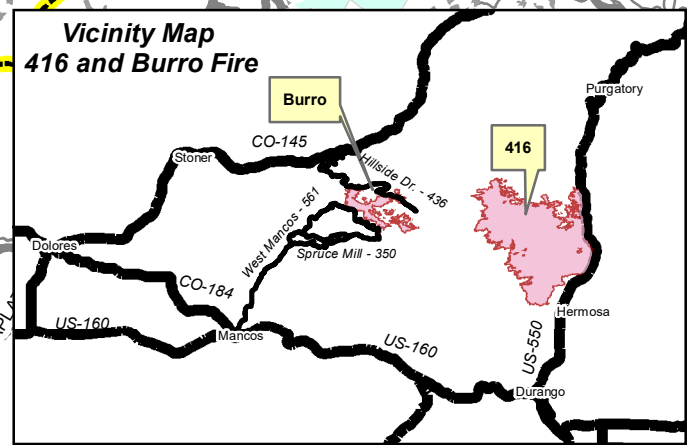 Vicinity Map
416 and Burro Fire
Purgatory
Burro
CO-145
416
Stoner
Hillside Dr. - 436
West Mancos - 561
Dolores
Spruce Mill - 350
CO-184
Hermosa
US-160
Mancos
US-160
US-550
Durango